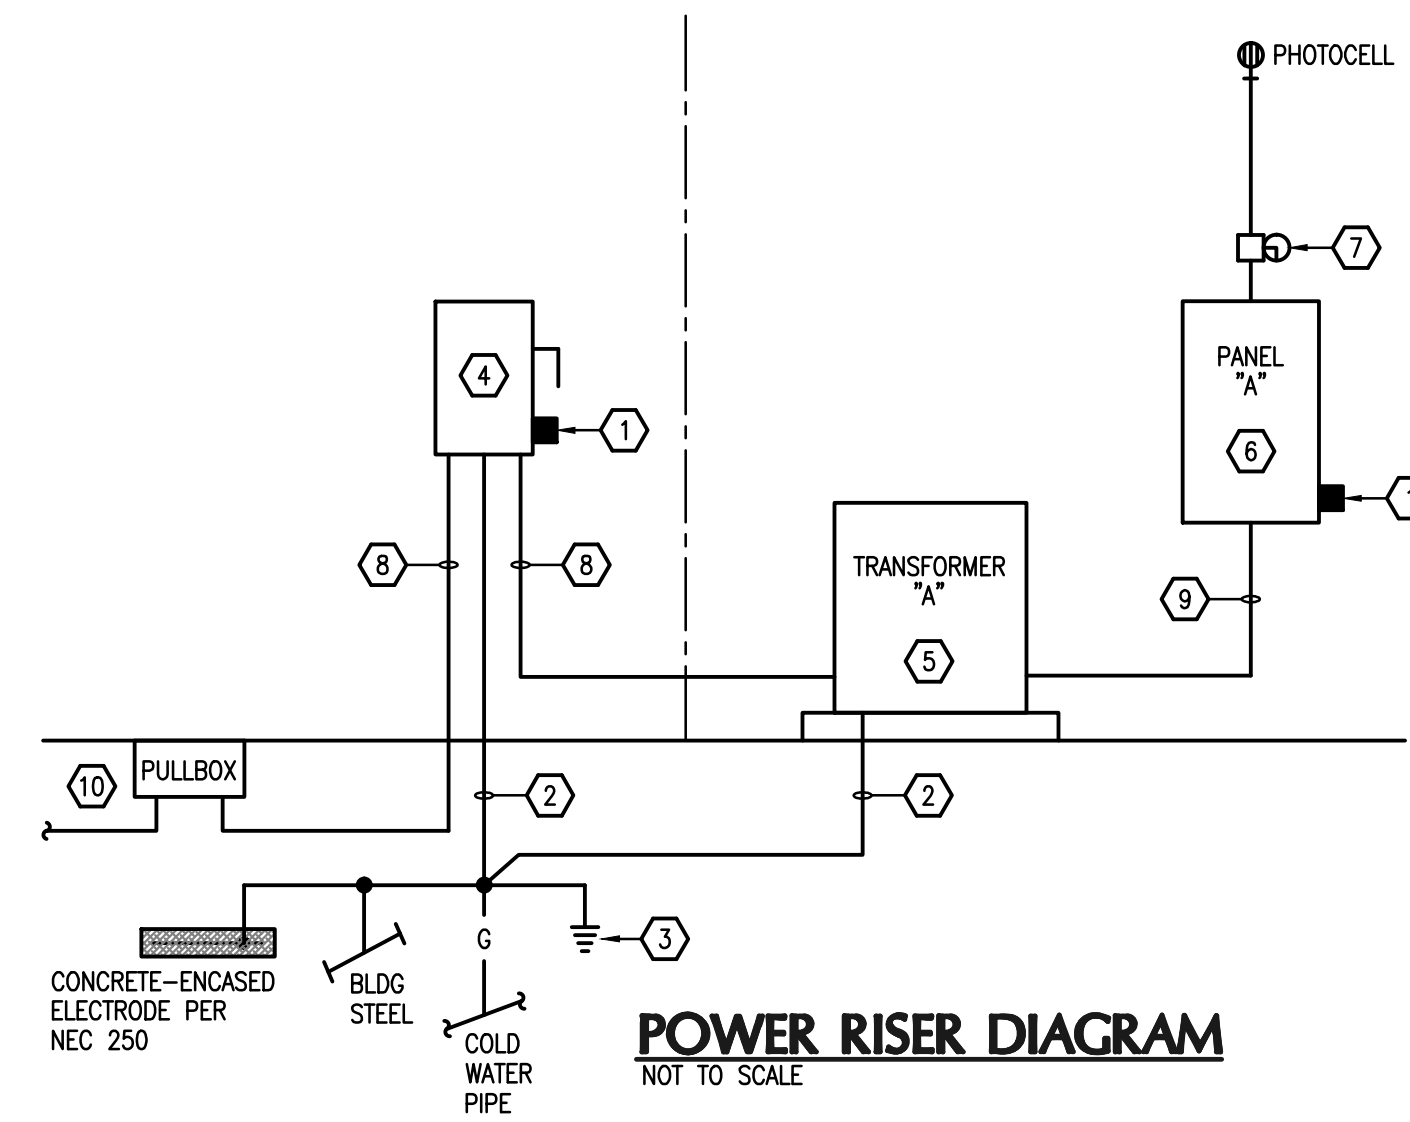 PHOTOCELL
7
4
1
PANEL
"A"
6
8
8
TRANSFORMER
"A"
5
9
PULLBOX
10
2
2
G
3
CONCRETE-ENCASED
ELECTRODE PER
NEC 250
BLDG
STEEL
COLD
WATER
PIPE
POWER RISER DIAGRAM
NOT TO SCALE